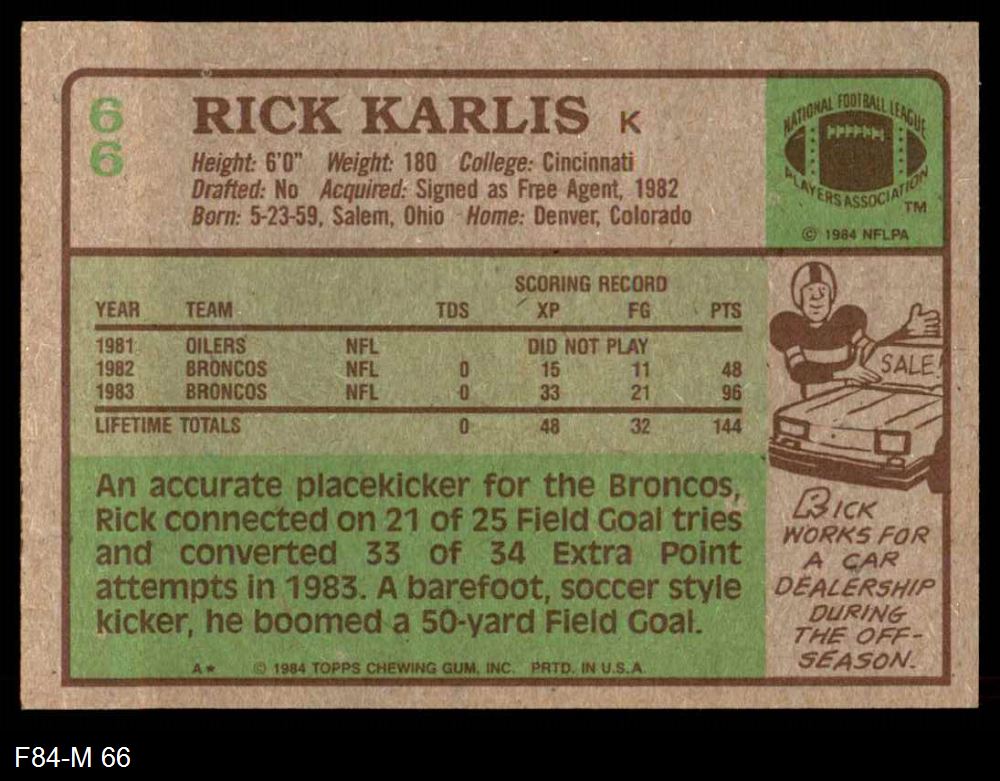 66
RICK KARLIS K
Height: 6'0" Weight: 180 College: Cincinnati
Drafted: No Acquired: Signed as Free Agent, 1982
Born: 5-23-59, Salem, Ohio Home: Denver, Colorado
NATIONAL FOOTBALL LEAGUE
PLAYERS ASSOCIATION
TM
© 1984 NFLPA
SCORING RECORD
YEAR TEAM TDS XP FG PTS
1981 OILERS NFL DID NOT PLAY
1982 BRONCOS NFL 0 15 11 48
1983 BRONCOS NFL 0 33 21 96
LIFETIME TOTALS 0 48 32 144
An accurate placekicker for the Broncos,
Rick connected on 21 of 25 Field Goal tries
and converted 33 of 34 Extra Point
attempts in 1983. A barefoot, soccer style
kicker, he boomed a 50-yard Field Goal.
A* © 1984 TOPPS CHEWING GUM, INC. PRTD. IN U.S.A.
SALE!
RICK
WORKS FOR
A CAR
DEALERSHIP
DURING
THE OFF-
SEASON.
F84-M 66